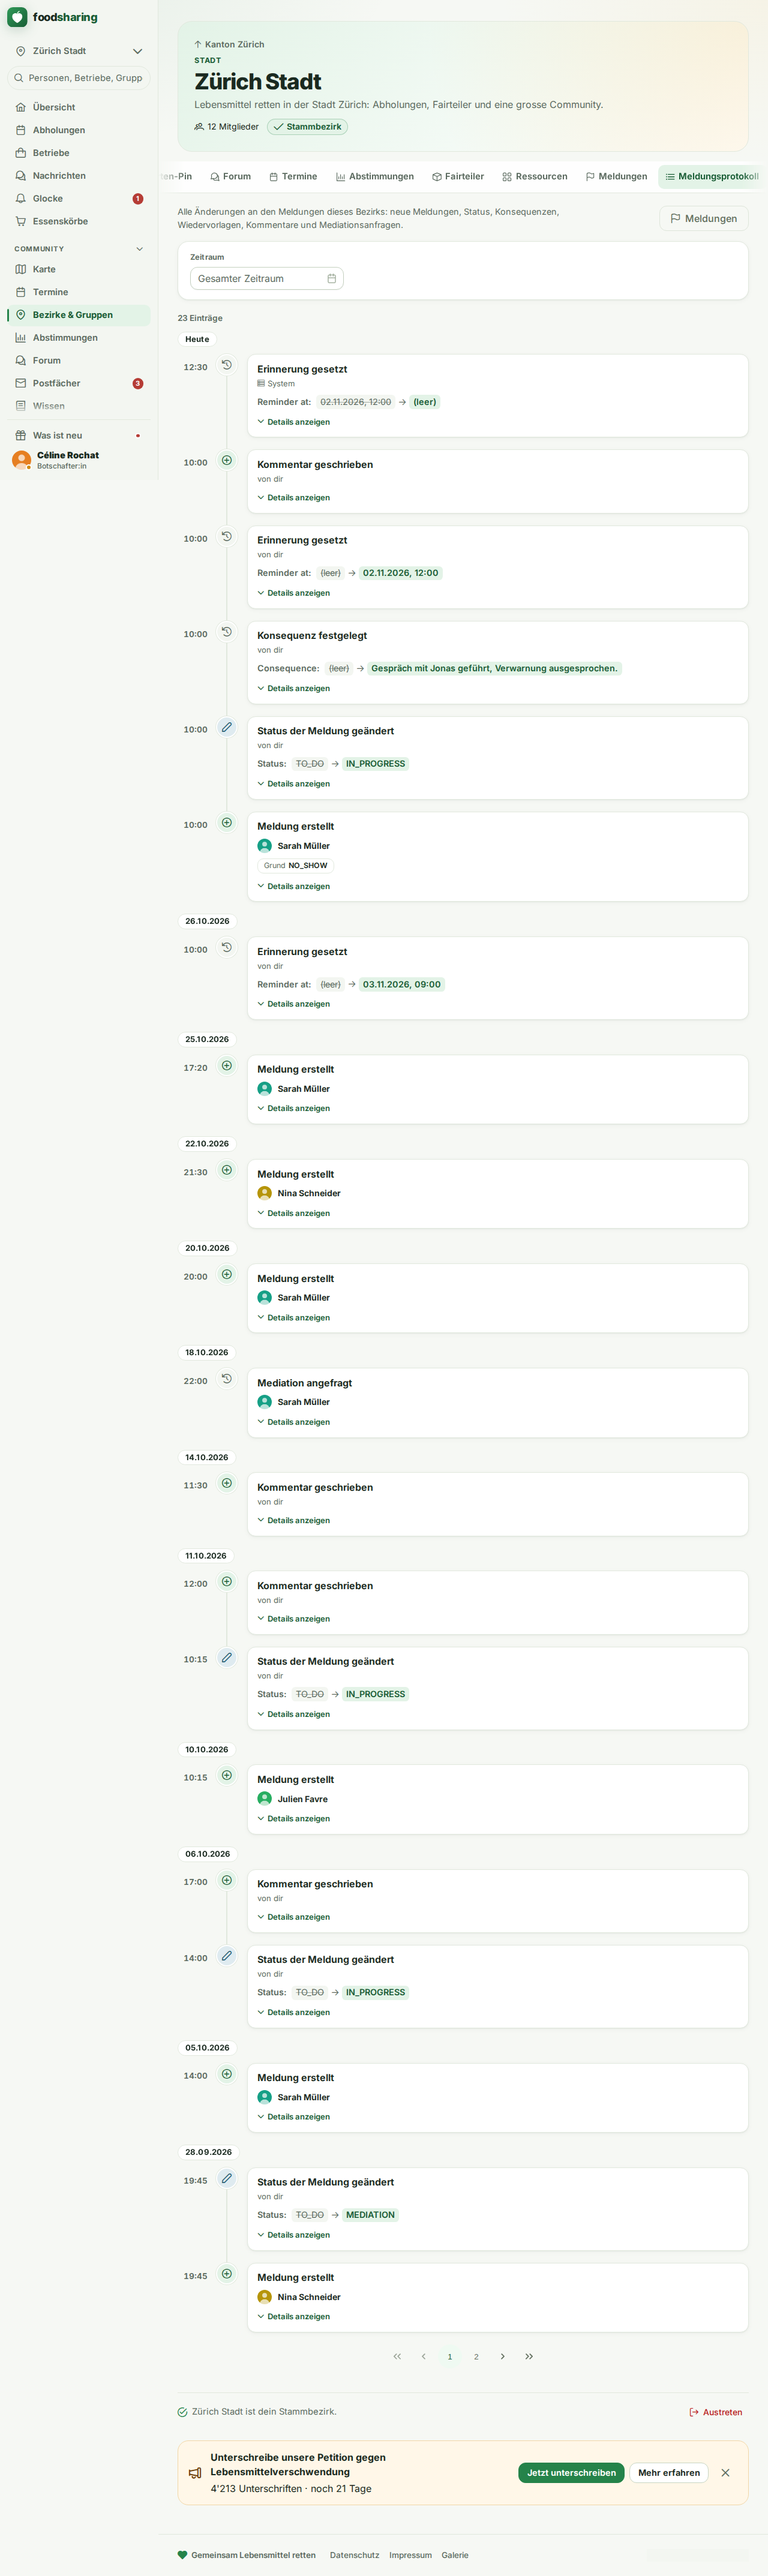 foodsharing
Zürich Stadt
Personen, Betriebe, Grupp
Übersicht
Abholungen
Betriebe
Nachrichten
Glocke 1
Essenskörbe
COMMUNITY
Karte
Termine
Bezirke & Gruppen
Abstimmungen
Forum
Postfächer 3
Wissen
Was ist neu
Céline Rochat
Botschafter:in
Kanton Zürich
STADT
Zürich Stadt
Lebensmittel retten in der Stadt Zürich: Abholungen, Fairteiler und eine grosse Community.
12 Mitglieder Stammbezirk
en-Pin Forum Termine Abstimmungen Fairteiler Ressourcen Meldungen Meldungsprotokoll
Alle Änderungen an den Meldungen dieses Bezirks: neue Meldungen, Status, Konsequenzen,
Wiedervorlagen, Kommentare und Mediationsanfragen.
Meldungen
Zeitraum
Gesamter Zeitraum
23 Einträge
Heute
12:30
Erinnerung gesetzt
System
Reminder at: 02.11.2026, 12:00 → (leer)
Details anzeigen
10:00
Kommentar geschrieben
von dir
Details anzeigen
10:00
Erinnerung gesetzt
von dir
Reminder at: (leer) → 02.11.2026, 12:00
Details anzeigen
10:00
Konsequenz festgelegt
von dir
Consequence: (leer) → Gespräch mit Jonas geführt, Verwarnung ausgesprochen.
Details anzeigen
10:00
Status der Meldung geändert
von dir
Status: TO_DO → IN_PROGRESS
Details anzeigen
10:00
Meldung erstellt
Sarah Müller
Grund NO_SHOW
Details anzeigen
26.10.2026
10:00
Erinnerung gesetzt
von dir
Reminder at: (leer) → 03.11.2026, 09:00
Details anzeigen
25.10.2026
17:20
Meldung erstellt
Sarah Müller
Details anzeigen
22.10.2026
21:30
Meldung erstellt
Nina Schneider
Details anzeigen
20.10.2026
20:00
Meldung erstellt
Sarah Müller
Details anzeigen
18.10.2026
22:00
Mediation angefragt
Sarah Müller
Details anzeigen
14.10.2026
11:30
Kommentar geschrieben
von dir
Details anzeigen
11.10.2026
12:00
Kommentar geschrieben
von dir
Details anzeigen
10:15
Status der Meldung geändert
von dir
Status: TO_DO → IN_PROGRESS
Details anzeigen
10.10.2026
10:15
Meldung erstellt
Julien Favre
Details anzeigen
06.10.2026
17:00
Kommentar geschrieben
von dir
Details anzeigen
14:00
Status der Meldung geändert
von dir
Status: TO_DO → IN_PROGRESS
Details anzeigen
05.10.2026
14:00
Meldung erstellt
Sarah Müller
Details anzeigen
28.09.2026
19:45
Status der Meldung geändert
von dir
Status: TO_DO → MEDIATION
Details anzeigen
19:45
Meldung erstellt
Nina Schneider
Details anzeigen
1 2
Zürich Stadt ist dein Stammbezirk.
Austreten
Unterschreibe unsere Petition gegen
Lebensmittelverschwendung
4'213 Unterschriften · noch 21 Tage
Jetzt unterschreiben Mehr erfahren
Gemeinsam Lebensmittel retten Datenschutz Impressum Galerie